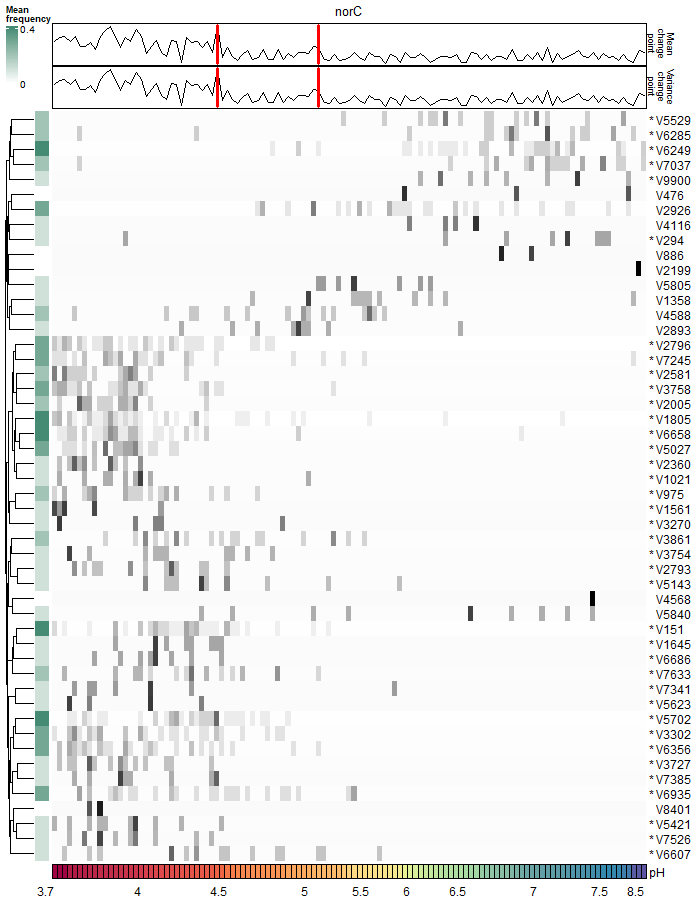 Mean
frequency
0.4
0
norC
Mean
change
point
Variance
change
point
* V5529
* V6285
* V6249
* V7037
* V9900
V476
V2926
V4116
* V294
V886
V2199
V5805
V1358
V4588
V2893
* V2796
* V7245
* V2581
* V3758
* V2005
* V1805
* V6658
* V5027
* V2360
* V1021
* V975
* V1561
* V3270
* V3861
* V3754
* V2793
* V5143
V4568
V5840
* V151
* V1645
* V6686
* V7633
* V7341
* V5623
* V5702
* V3302
* V6356
* V3727
* V7385
* V6935
V8401
* V5421
* V7526
* V6607
pH
3.7 4 4.5 5 5.5 6 6.5 7 7.5 8.5